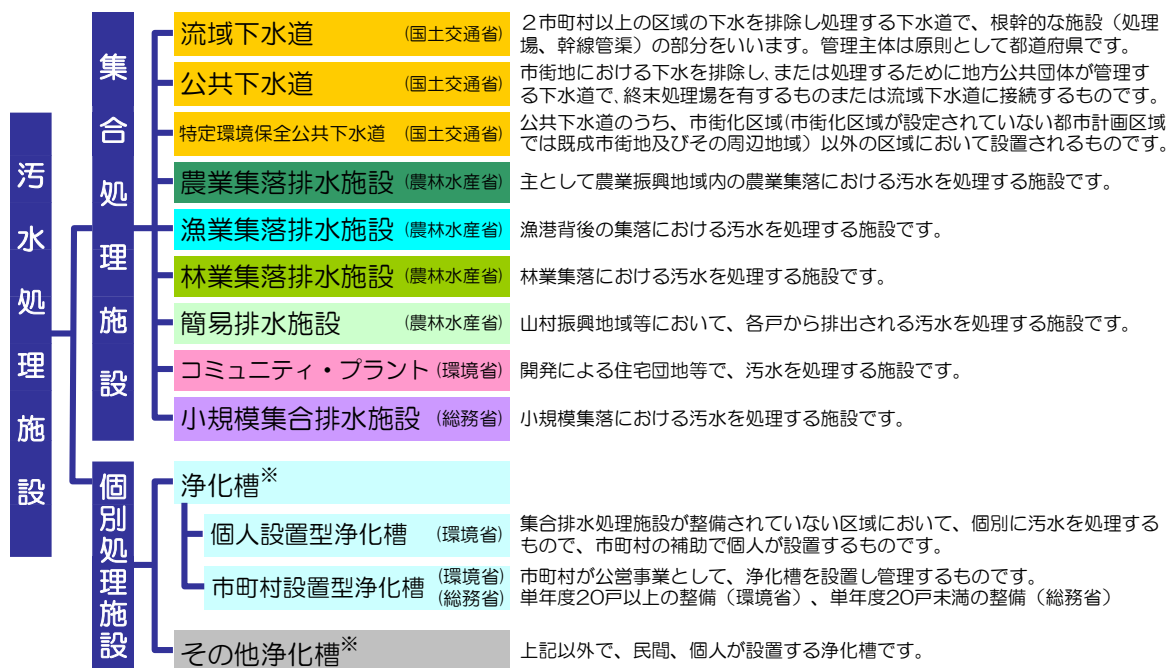 汚水処理施設
集合処理施設
流域下水道 (国土交通省)
２市町村以上の区域の下水を排除し処理する下水道で、根幹的な施設（処理
場、幹線管渠）の部分をいいます。管理主体は原則として都道府県です。
公共下水道 (国土交通省)
市街地における下水を排除し、または処理するために地方公共団体が管理す
る下水道で、終末処理場を有するものまたは流域下水道に接続するものです。
特定環境保全公共下水道 (国土交通省)
公共下水道のうち、市街化区域(市街化区域が設定されていない都市計画区域
では既成市街地及びその周辺地域）以外の区域において設置されるものです。
農業集落排水施設 (農林水産省)
主として農業振興地域内の農業集落における汚水を処理する施設です。
漁業集落排水施設 (農林水産省)
漁港背後の集落における汚水を処理する施設です。
林業集落排水施設 (農林水産省)
林業集落における汚水を処理する施設です。
簡易排水施設 (農林水産省)
山村振興地域等において、各戸から排出される汚水を処理する施設です。
コミュニティ・プラント (環境省)
開発による住宅団地等で、汚水を処理する施設です。
小規模集合排水施設 (総務省)
小規模集落における汚水を処理する施設です。
個別処理施設
浄化槽※
個人設置型浄化槽 (環境省)
集合排水処理施設が整備されていない区域において、個別に汚水を処理する
もので、市町村の補助で個人が設置するものです。
市町村設置型浄化槽 (環境省)
(総務省)
市町村が公営事業として、浄化槽を設置し管理するものです。
単年度20戸以上の整備（環境省）、単年度20戸未満の整備（総務省）
その他浄化槽※
上記以外で、民間、個人が設置する浄化槽です。